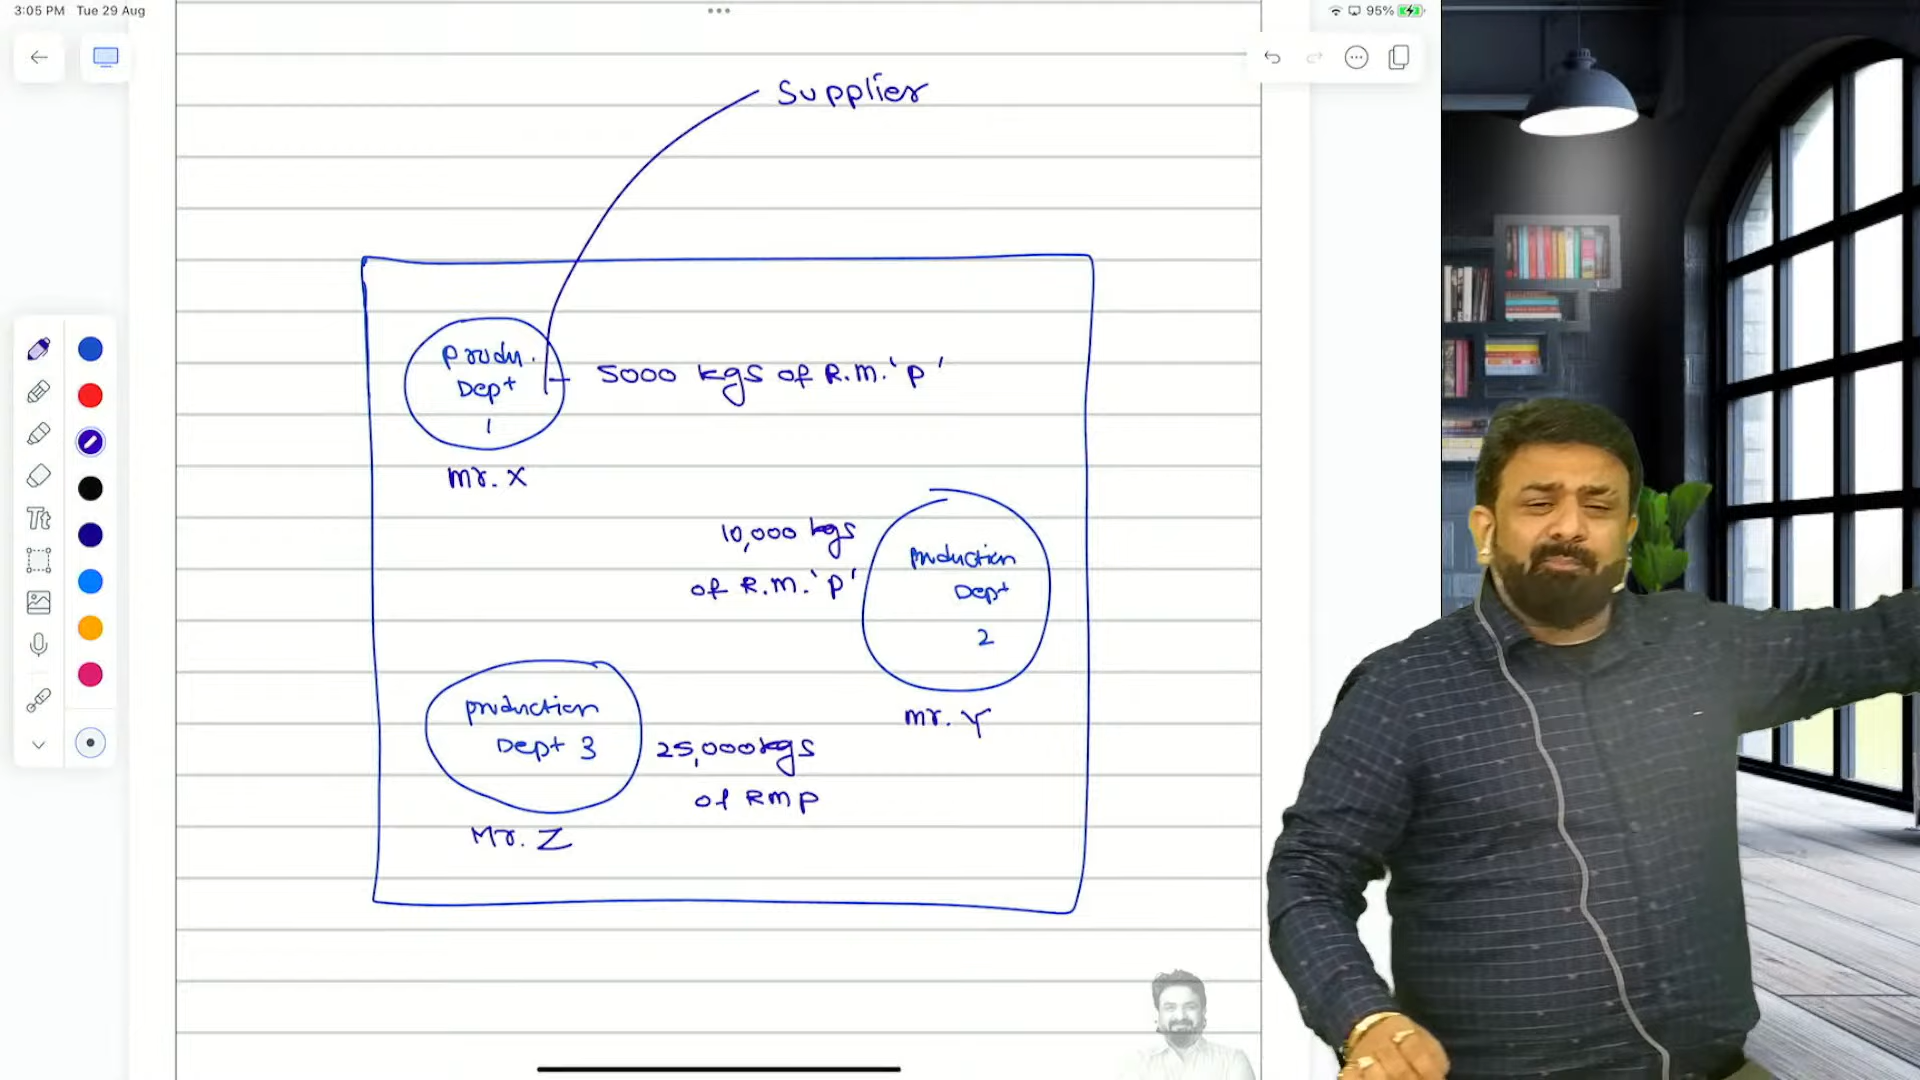 3:05 PM Tue 29 Aug
95%
Supplier
Produ.
Dept
1
5000 kgs of R.M. 'P'
Mr. X
10,000 kgs
of R.M. 'P'
Production
Dept
2
Mr. Y
production
Dept 3
25,000 kgs
of RMP
Mr. Z
Tt